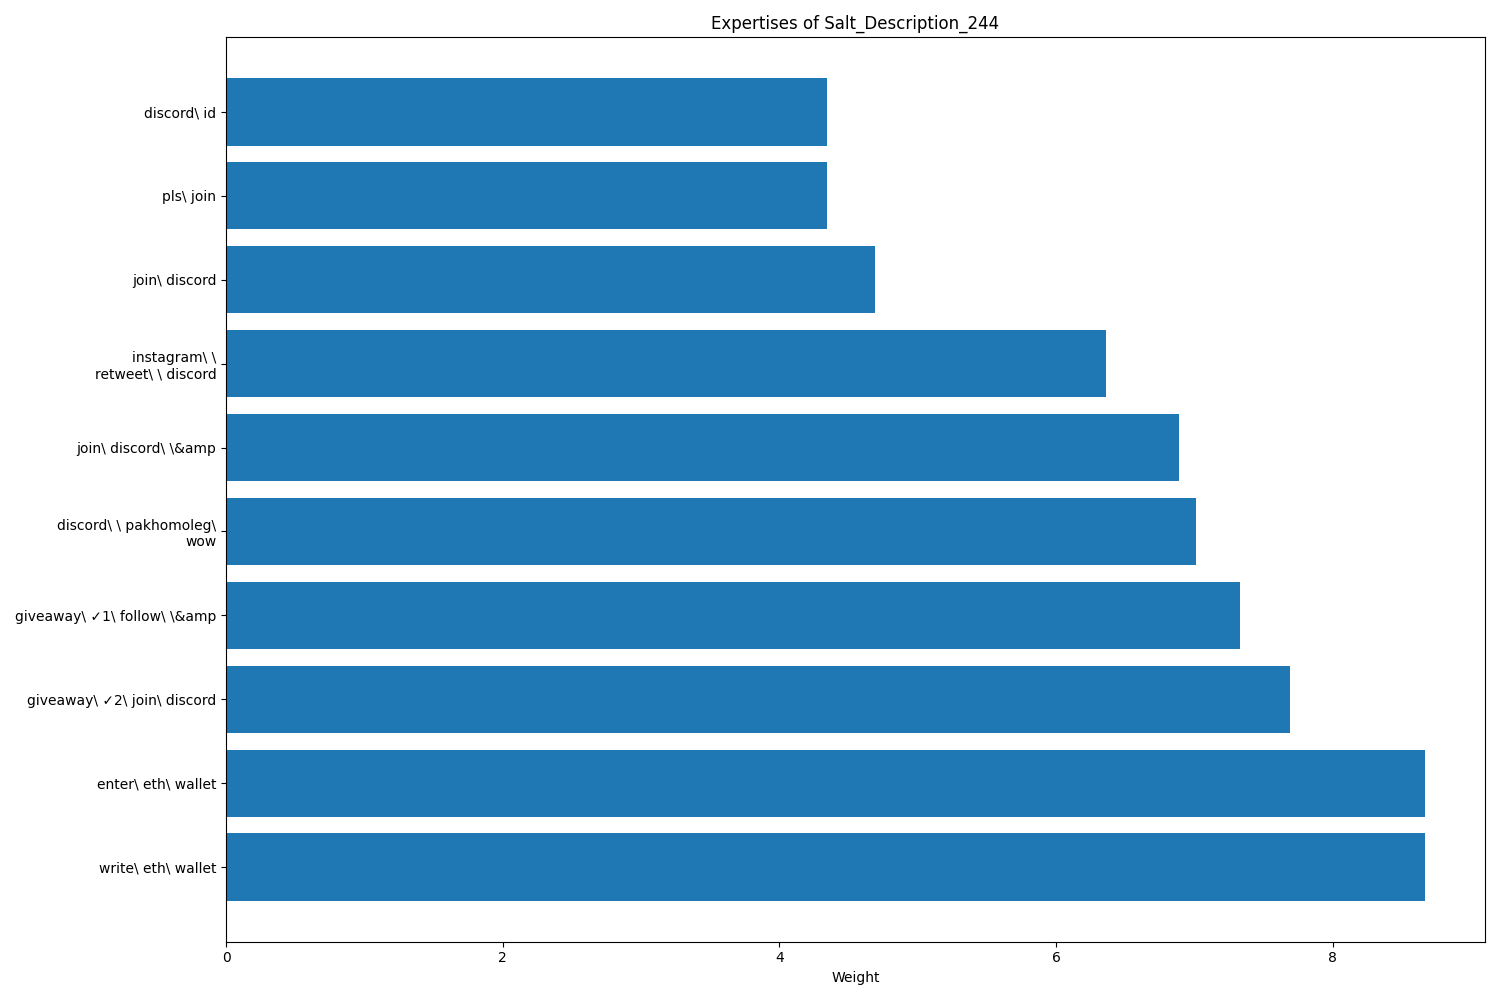 Expertises of Salt_Description_244
discord\ id
pls\ join
join\ discord
instagram\ \
retweet\ \ discord
join\ discord\ \&amp
discord\ \ pakhomoleg\
wow
giveaway\ ✓1\ follow\ \&amp
giveaway\ ✓2\ join\ discord
enter\ eth\ wallet
write\ eth\ wallet
0 2 4 6 8
Weight